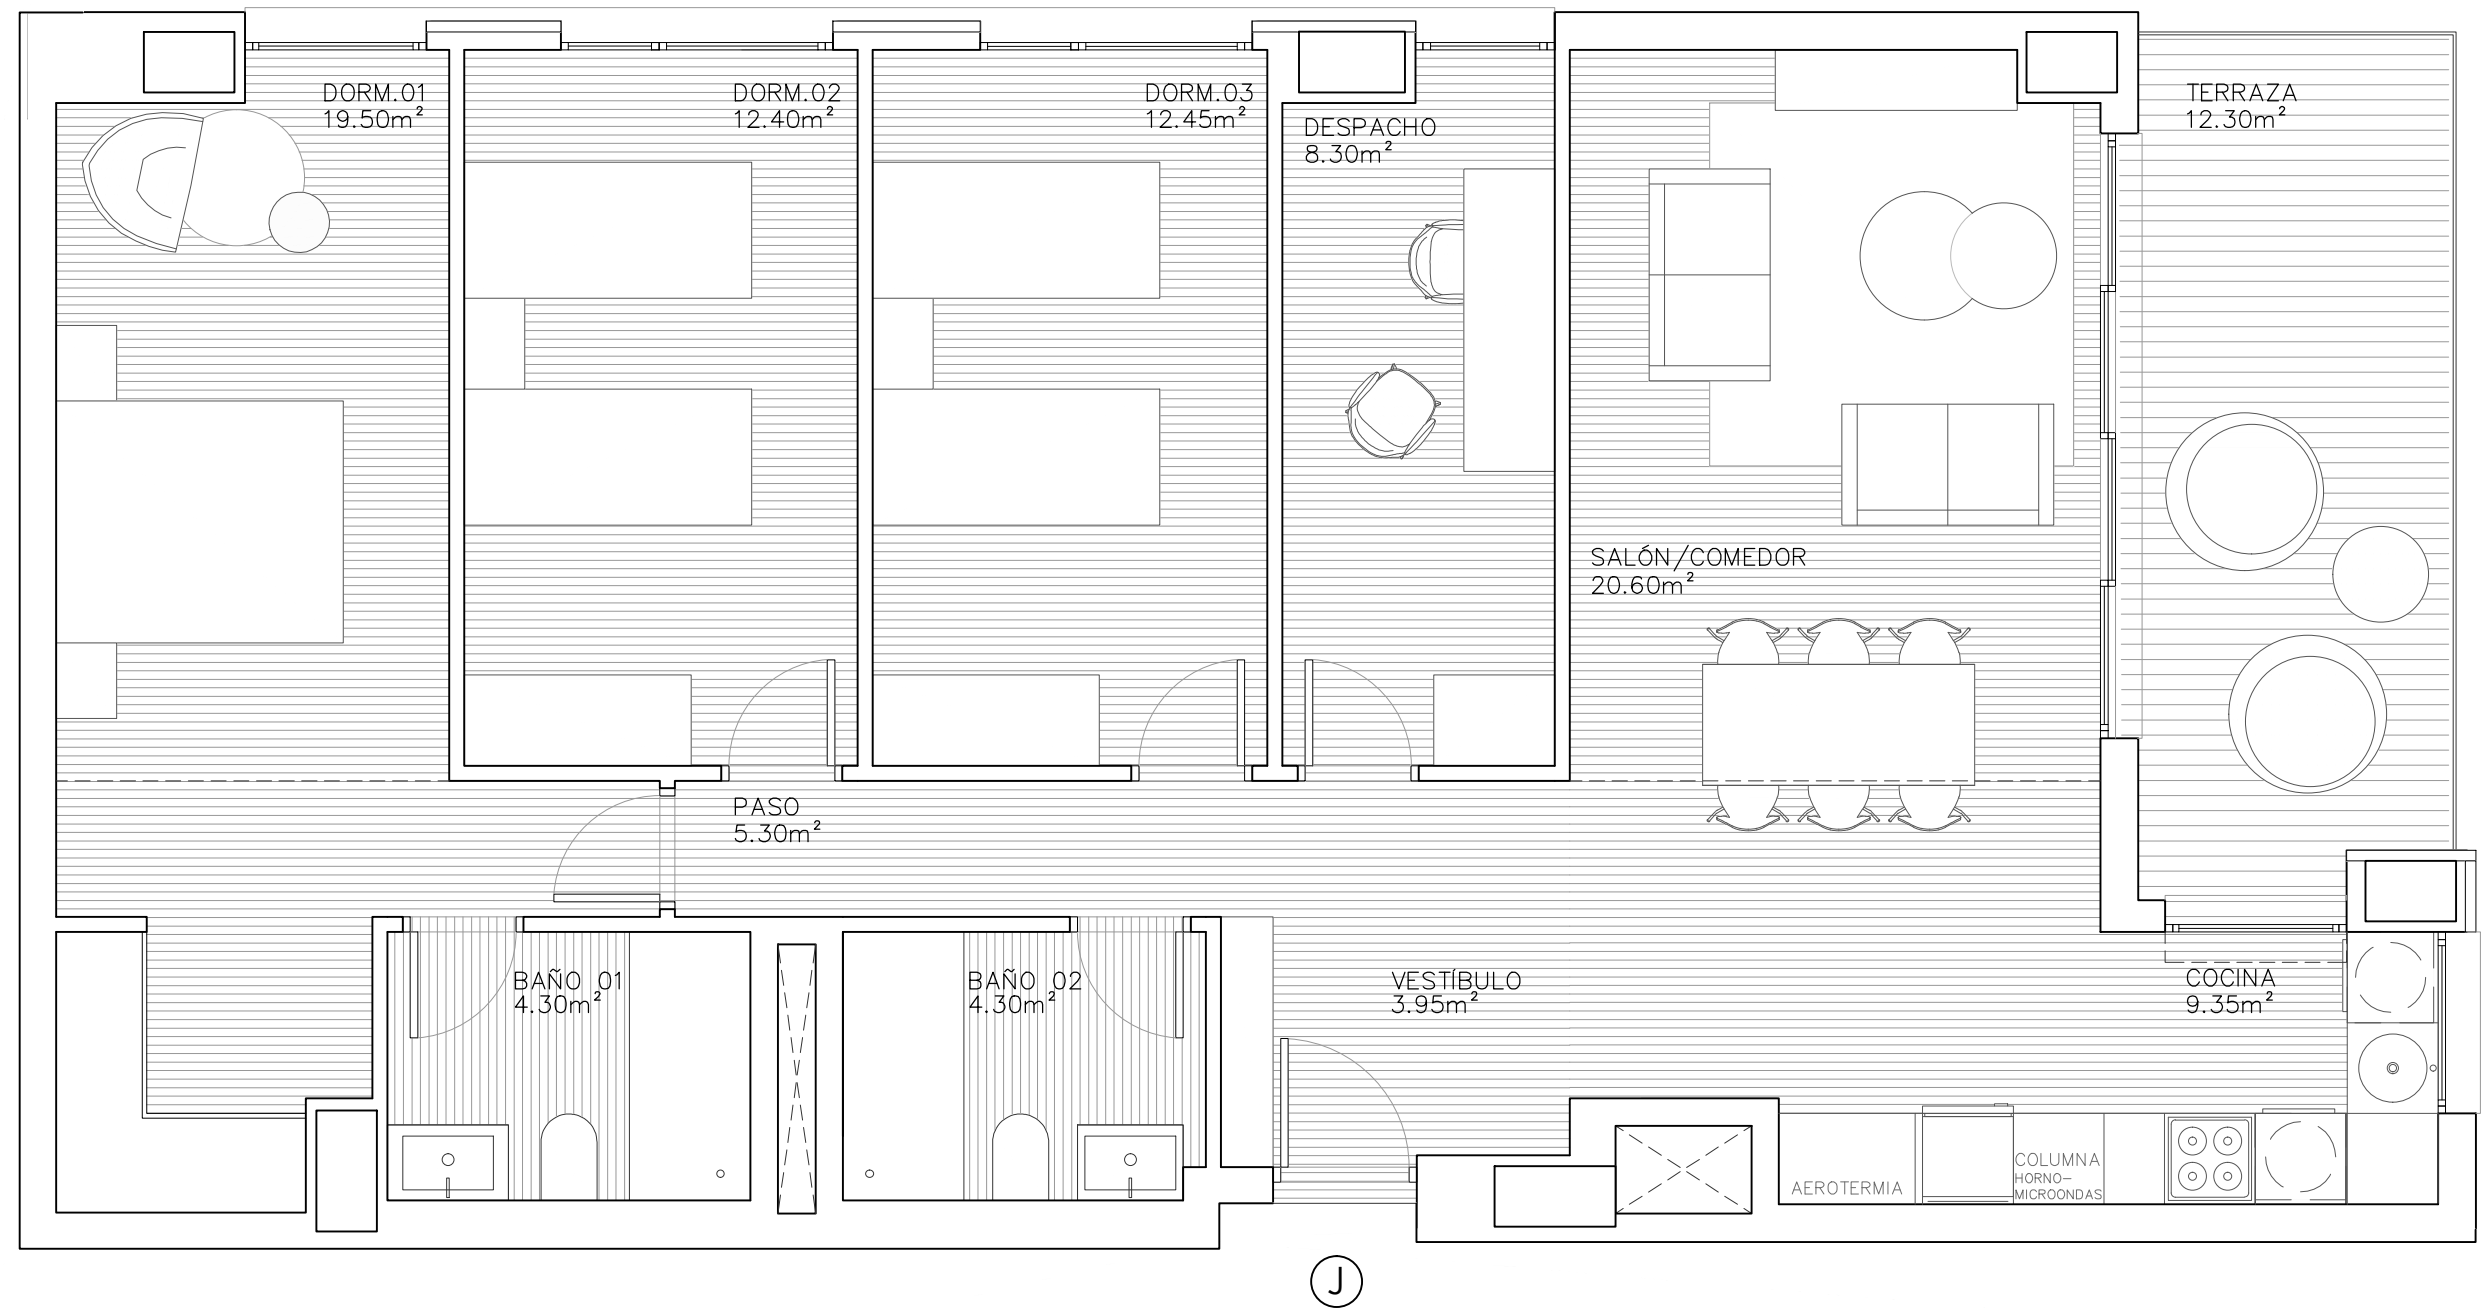 DORM.01
19.50m²
DORM.02
12.40m²
DORM.03
12.45m²
DESPACHO
8.30m²
TERRAZA
12.30m²
SALÓN/COMEDOR
20.60m²
PASO
5.30m²
BAÑO 01
4.30m²
BAÑO 02
4.30m²
VESTÍBULO
3.95m²
COCINA
9.35m²
AEROTERMIA
COLUMNA
HORNO-
MICROONDAS
J